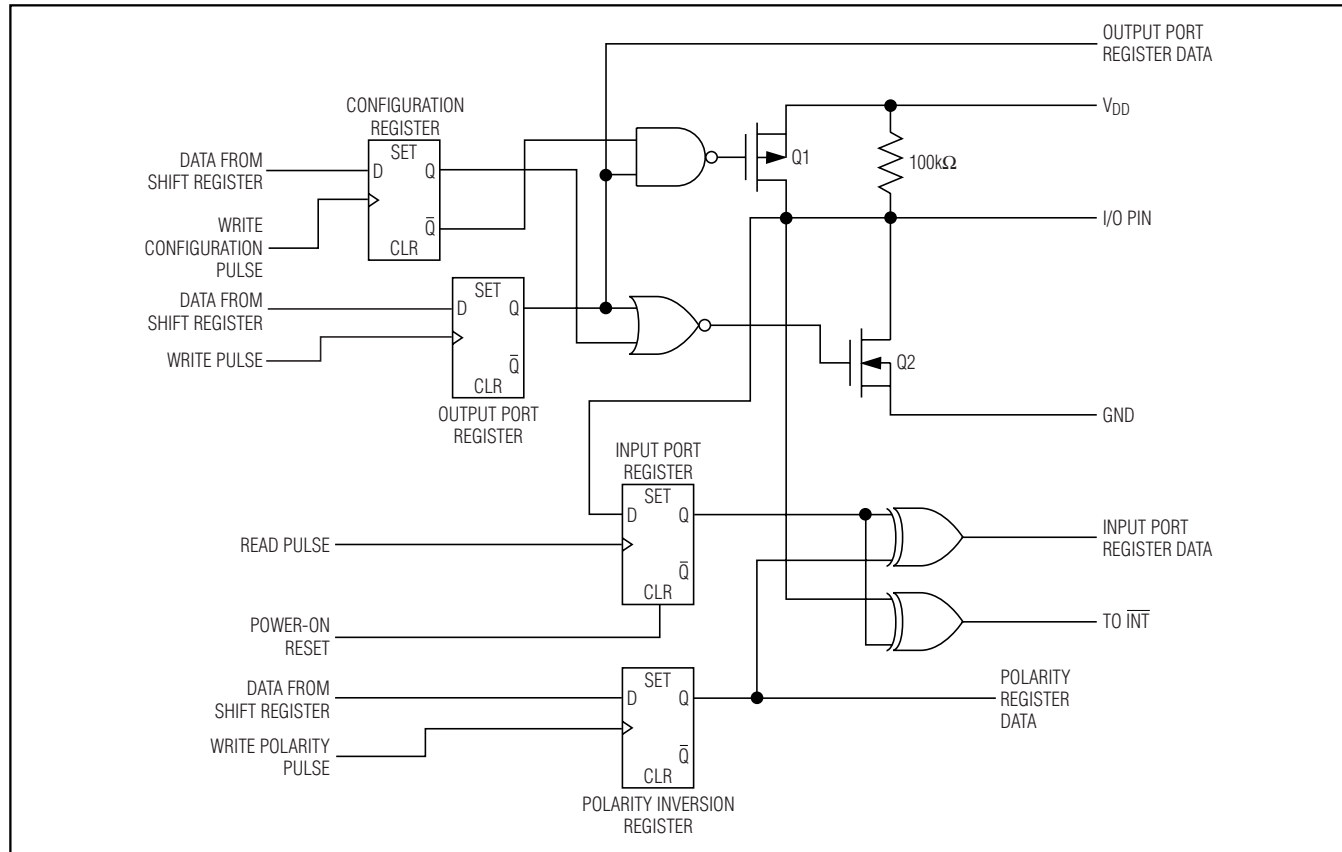 OUTPUT PORT
REGISTER DATA
CONFIGURATION
REGISTER
V_DD
DATA FROM
SHIFT REGISTER
SET
D
Q
Q̅
CLR
Q1
100kΩ
WRITE
CONFIGURATION
PULSE
I/O PIN
DATA FROM
SHIFT REGISTER
SET
D
Q
Q̅
CLR
WRITE PULSE
Q2
OUTPUT PORT
REGISTER
GND
INPUT PORT
REGISTER
SET
D
Q
Q̅
CLR
READ PULSE
INPUT PORT
REGISTER DATA
POWER-ON
RESET
TO I̅N̅T̅
DATA FROM
SHIFT REGISTER
SET
D
Q
Q̅
CLR
POLARITY
REGISTER
DATA
WRITE POLARITY
PULSE
POLARITY INVERSION
REGISTER